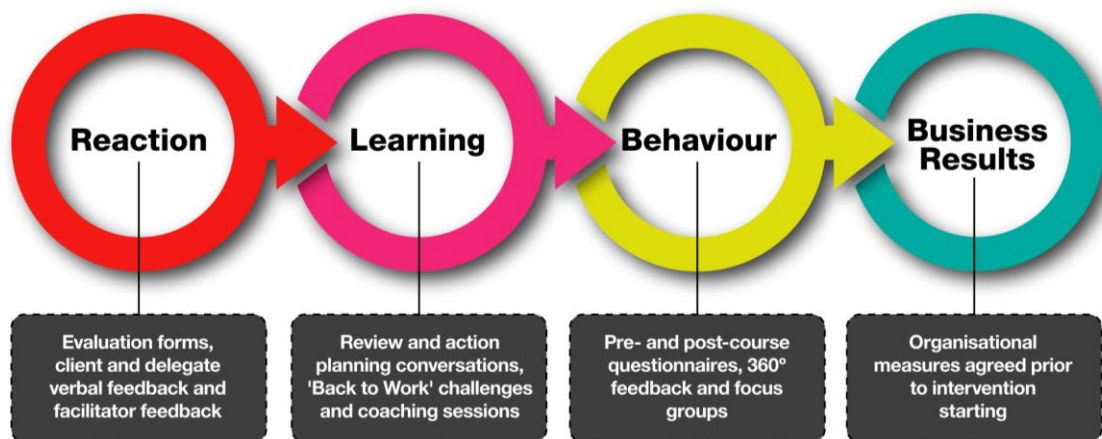 Reaction
Learning
Behaviour
Business
Results
Evaluation forms,
client and delegate
verbal feedback and
facilitator feedback
Review and action
planning conversations,
'Back to Work' challenges
and coaching sessions
Pre- and post-course
questionnaires, 360º
feedback and focus
groups
Organisational
measures agreed prior
to intervention
starting